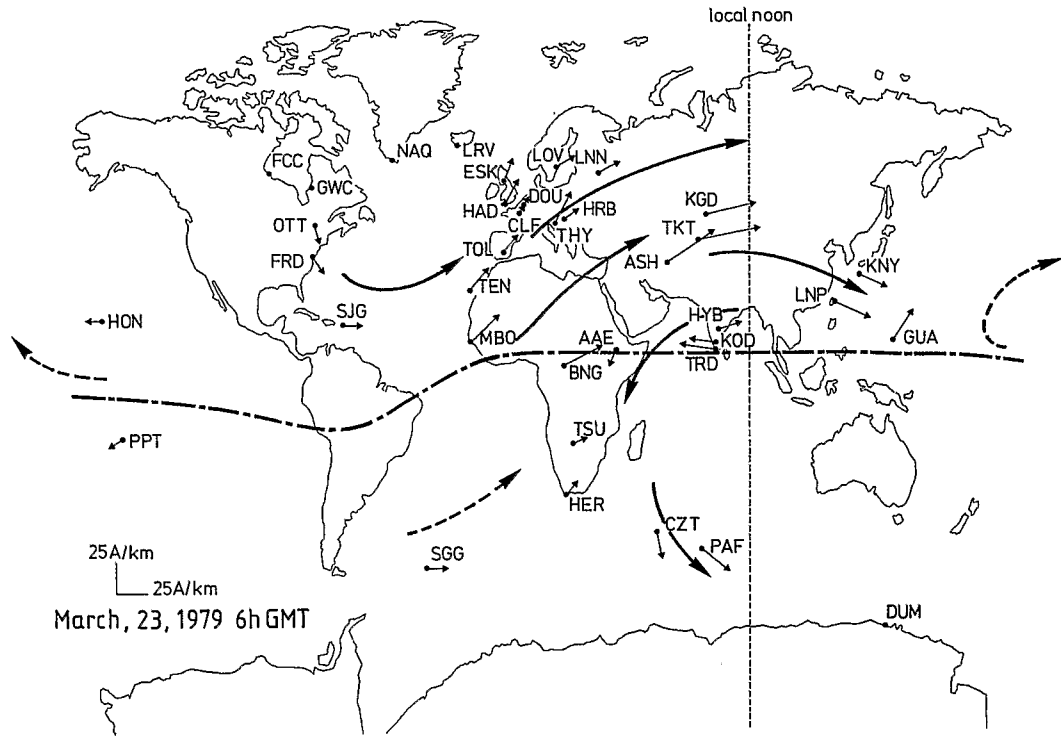 local noon
NAQ
LRV
FCC
ESK
LOV
LNN
GWC
DOU
HAD
KGD
HRB
CLF
OTT
TKT
THY
TOL
FRD
ASH
KNY
TEN
LNP
SJG
HYB
HON
MBO
AAE
KOD
GUA
TRD
BNG
TSU
PPT
HER
CZT
PAF
SGG
25A/km
25A/km
March, 23, 1979 6h GMT
DUM